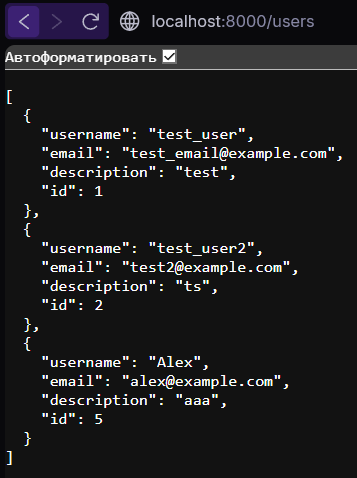 localhost:8000/users
Автоформатировать
[
  {
    "username": "test_user",
    "email": "test_email@example.com",
    "description": "test",
    "id": 1
  },
  {
    "username": "test_user2",
    "email": "test2@example.com",
    "description": "ts",
    "id": 2
  },
  {
    "username": "Alex",
    "email": "alex@example.com",
    "description": "aaa",
    "id": 5
  }
]